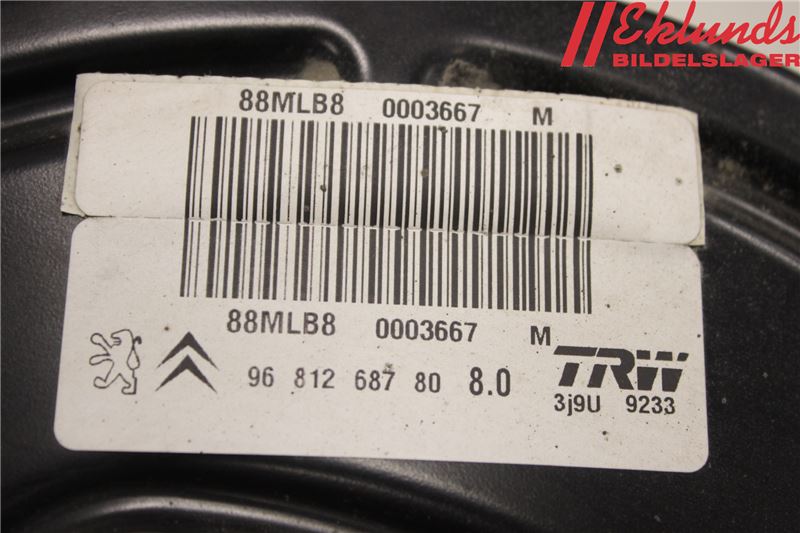 Eklunds
BILDELSLAGER
88MLB8 0003667 M
88MLB8 0003667 M
96 812 687 80 8.0
TRW
3j9U 9233